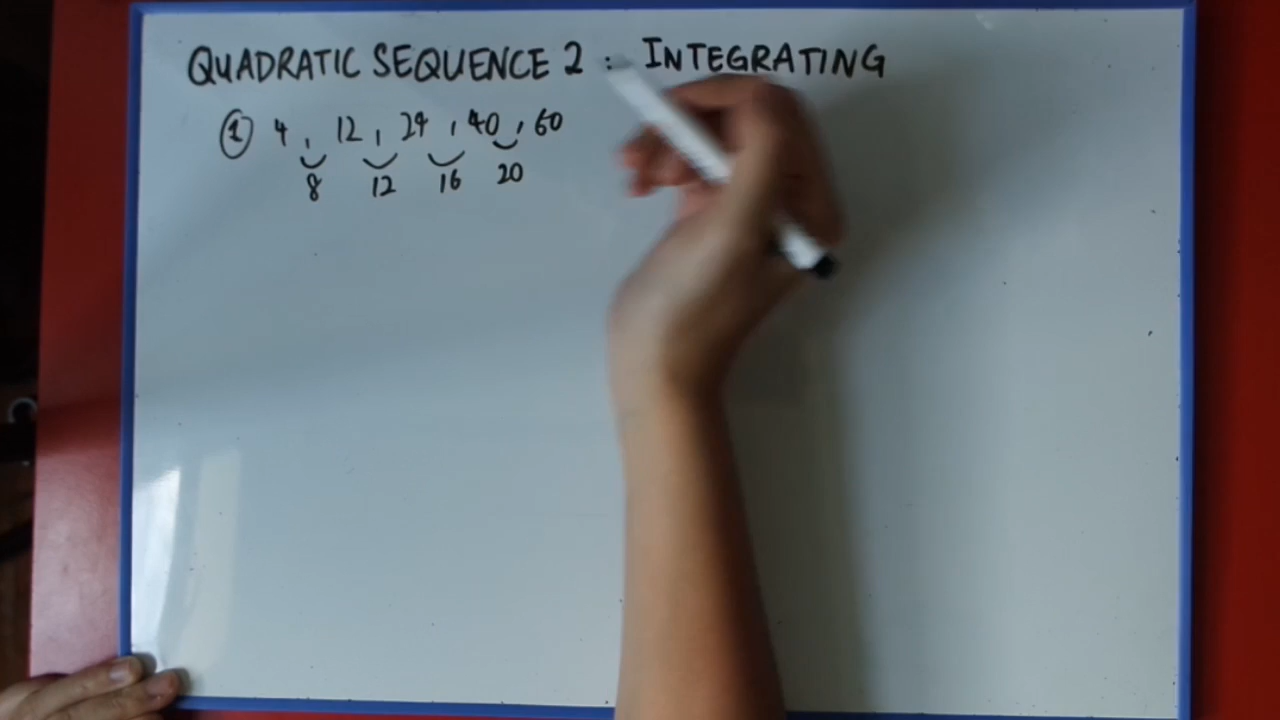 QUADRATIC SEQUENCE 2 : INTEGRATING
① 4, 12, 24, 40, 60
8 12 16 20